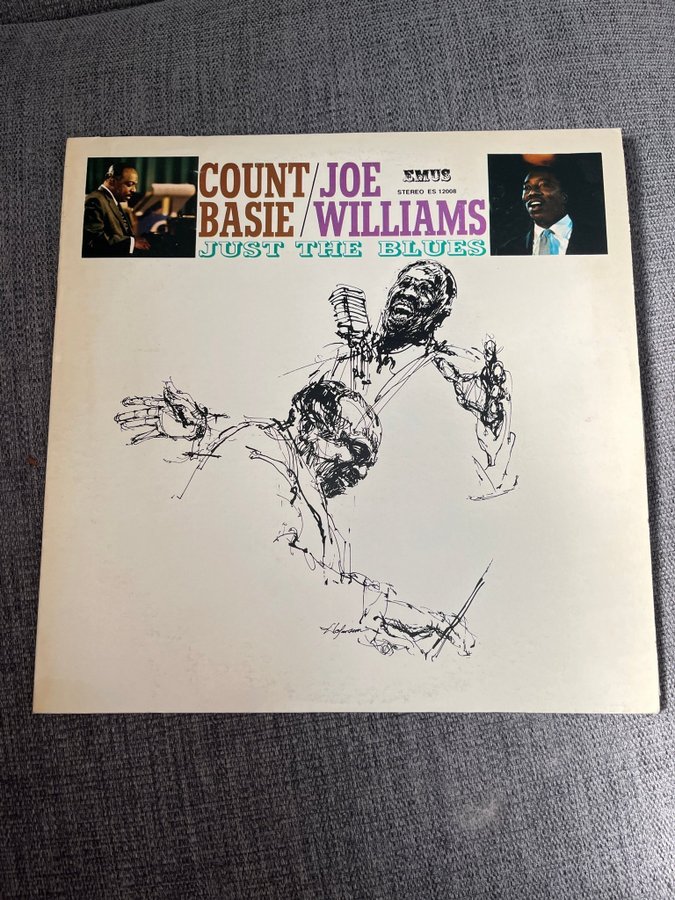 COUNT
BASIE
/
JOE
WILLIAMS
JUST THE BLUES
EMUS
STEREO ES 12008